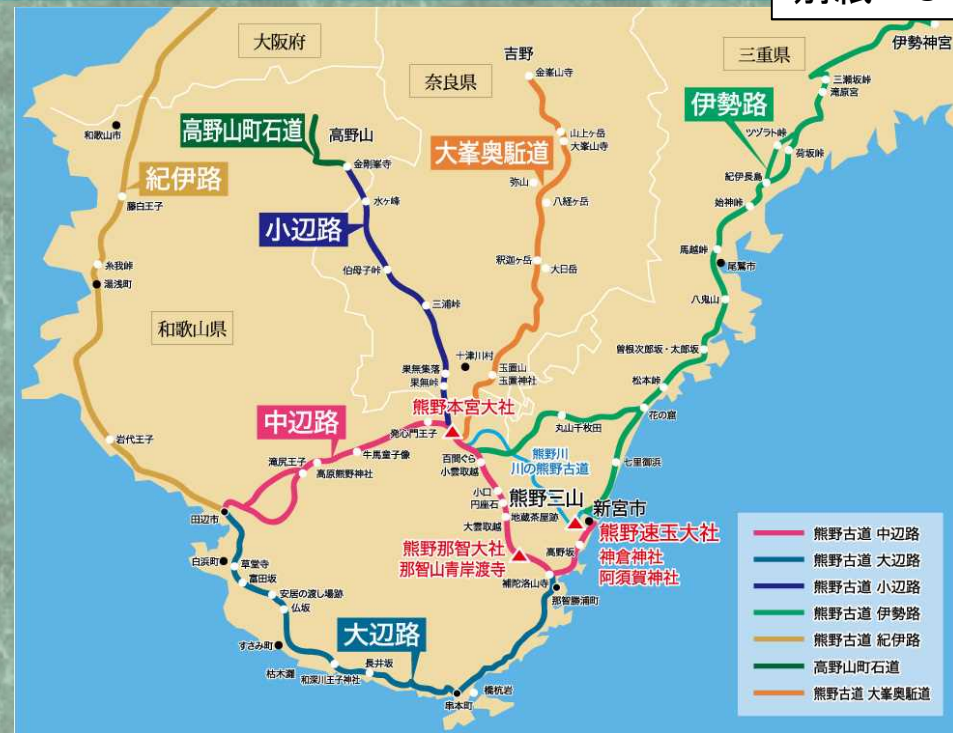 大阪府
奈良県
三重県
和歌山県
吉野
金峯山寺
伊勢神宮
三瀬坂峠
滝原宮
ツヅラト峠
荷坂峠
伊勢路
紀伊長島
始神峠
馬越峠
尾鷲市
八鬼山
曽根次郎坂・太郎坂
松本峠
花の窟
七里御浜
丸山千枚田
和歌山市
紀伊路
藤白王子
糸我峠
湯浅町
岩代王子
高野山町石道
高野山
金剛峯寺
水ヶ峰
小辺路
伯母子峠
三浦峠
十津川村
果無集落
果無峠
大峯奥駈道
山上ヶ岳
大峯山寺
弥山
八経ヶ岳
釈迦ヶ岳
大日岳
玉置山
玉置神社
熊野本宮大社
中辺路
発心門王子
牛馬童子像
滝尻王子
高原熊野神社
百間ぐら
小雲取越
熊野川
川の熊野古道
小口
円座石
熊野三山
新宮市
地蔵茶屋跡
大雲取越
熊野速玉大社
神倉神社
阿須賀神社
高野坂
熊野那智大社
那智山青岸渡寺
補陀洛山寺
那智勝浦町
田辺市
白浜町
草堂寺
富田坂
安居の渡し場跡
仏坂
すさみ町
大辺路
枯木灘
和深川王子神社
長井坂
串本町
橋杭岩
熊野古道 中辺路
熊野古道 大辺路
熊野古道 小辺路
熊野古道 伊勢路
熊野古道 紀伊路
高野山町石道
熊野古道 大峯奥駈道